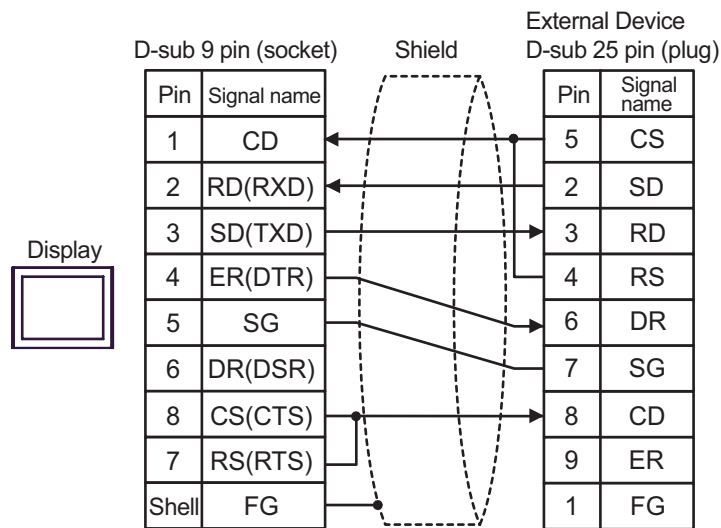 External Device
D-sub 9 pin (socket) Shield D-sub 25 pin (plug)
Pin Signal name Pin Signal name
1 CD 5 CS
2 RD(RXD) 2 SD
3 SD(TXD) 3 RD
Display
4 ER(DTR) 4 RS
5 SG 6 DR
6 DR(DSR) 7 SG
8 CS(CTS) 8 CD
7 RS(RTS) 9 ER
Shell FG 1 FG